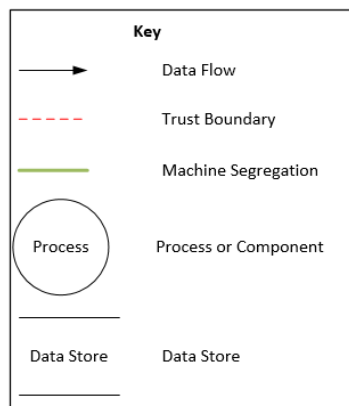 Key
Data Flow
Trust Boundary
Machine Segregation
Process Process or Component
Data Store Data Store